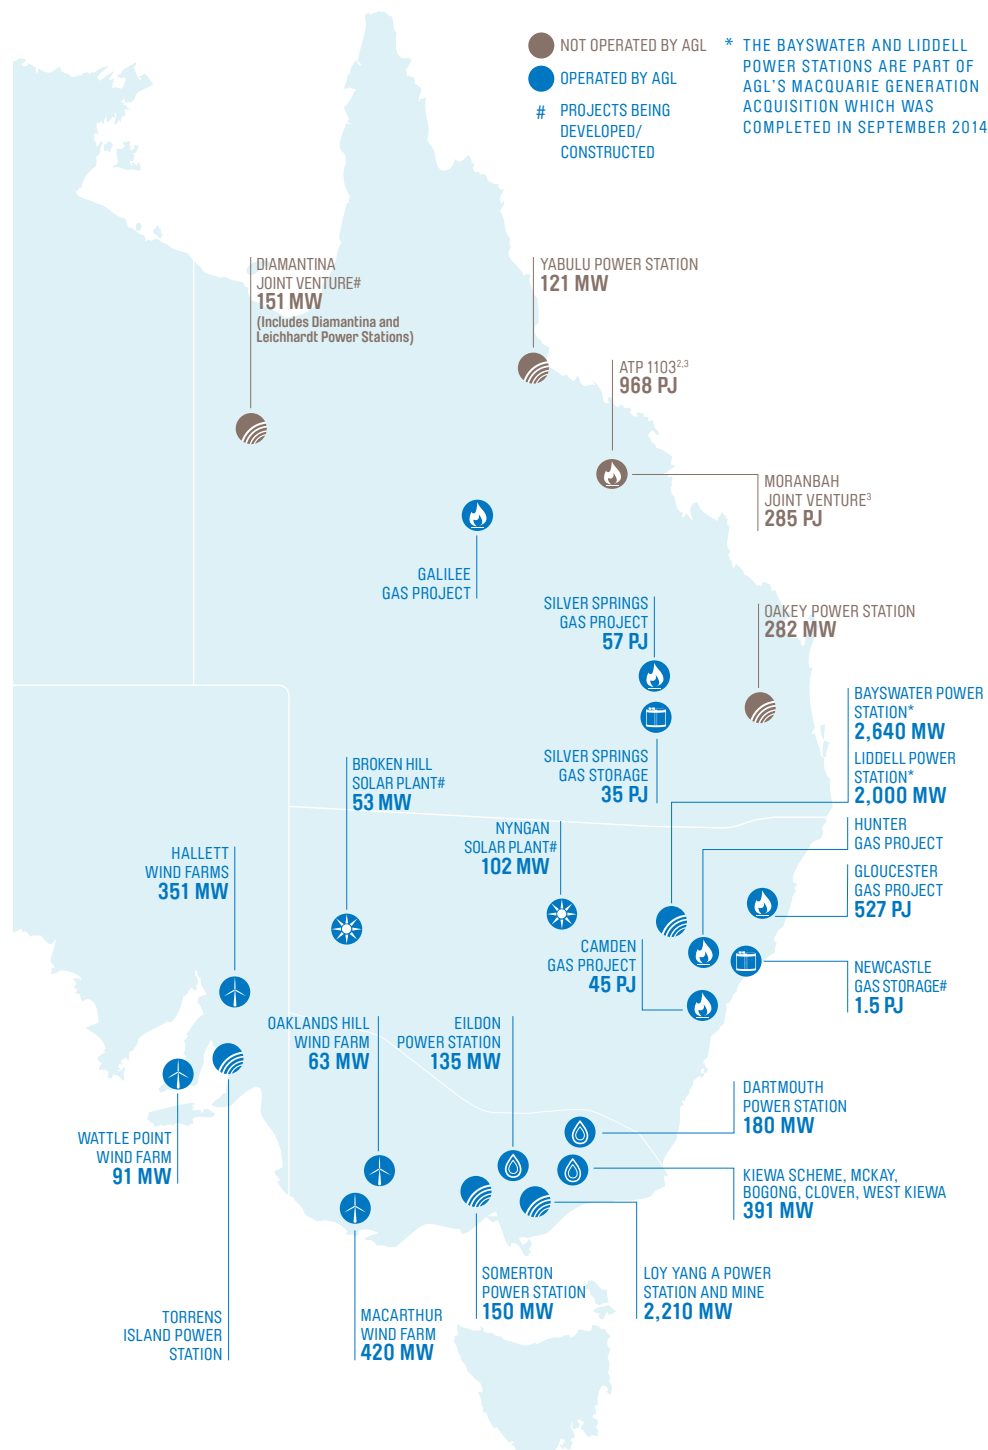 NOT OPERATED BY AGL
OPERATED BY AGL
# PROJECTS BEING
DEVELOPED/
CONSTRUCTED
* THE BAYSWATER AND LIDDELL
POWER STATIONS ARE PART OF
AGL'S MACQUARIE GENERATION
ACQUISITION WHICH WAS
COMPLETED IN SEPTEMBER 2014
DIAMANTINA
JOINT VENTURE#
151 MW
(Includes Diamantina and
Leichhardt Power Stations)
YABULU POWER STATION
121 MW
ATP 1103²,³
968 PJ
MORANBAH
JOINT VENTURE³
285 PJ
GALILEE
GAS PROJECT
SILVER SPRINGS
GAS PROJECT
57 PJ
OAKEY POWER STATION
282 MW
BAYSWATER POWER
STATION*
2,640 MW
LIDDELL POWER
STATION*
2,000 MW
SILVER SPRINGS
GAS STORAGE
35 PJ
BROKEN HILL
SOLAR PLANT#
53 MW
NYNGAN
SOLAR PLANT#
102 MW
HUNTER
GAS PROJECT
HALLETT
WIND FARMS
351 MW
GLOUCESTER
GAS PROJECT
527 PJ
CAMDEN
GAS PROJECT
45 PJ
NEWCASTLE
GAS STORAGE#
1.5 PJ
OAKLANDS HILL
WIND FARM
63 MW
EILDON
POWER STATION
135 MW
DARTMOUTH
POWER STATION
180 MW
WATTLE POINT
WIND FARM
91 MW
KIEWA SCHEME, MCKAY,
BOGONG, CLOVER, WEST KIEWA
391 MW
SOMERTON
POWER STATION
150 MW
LOY YANG A POWER
STATION AND MINE
2,210 MW
TORRENS
ISLAND POWER
STATION
MACARTHUR
WIND FARM
420 MW